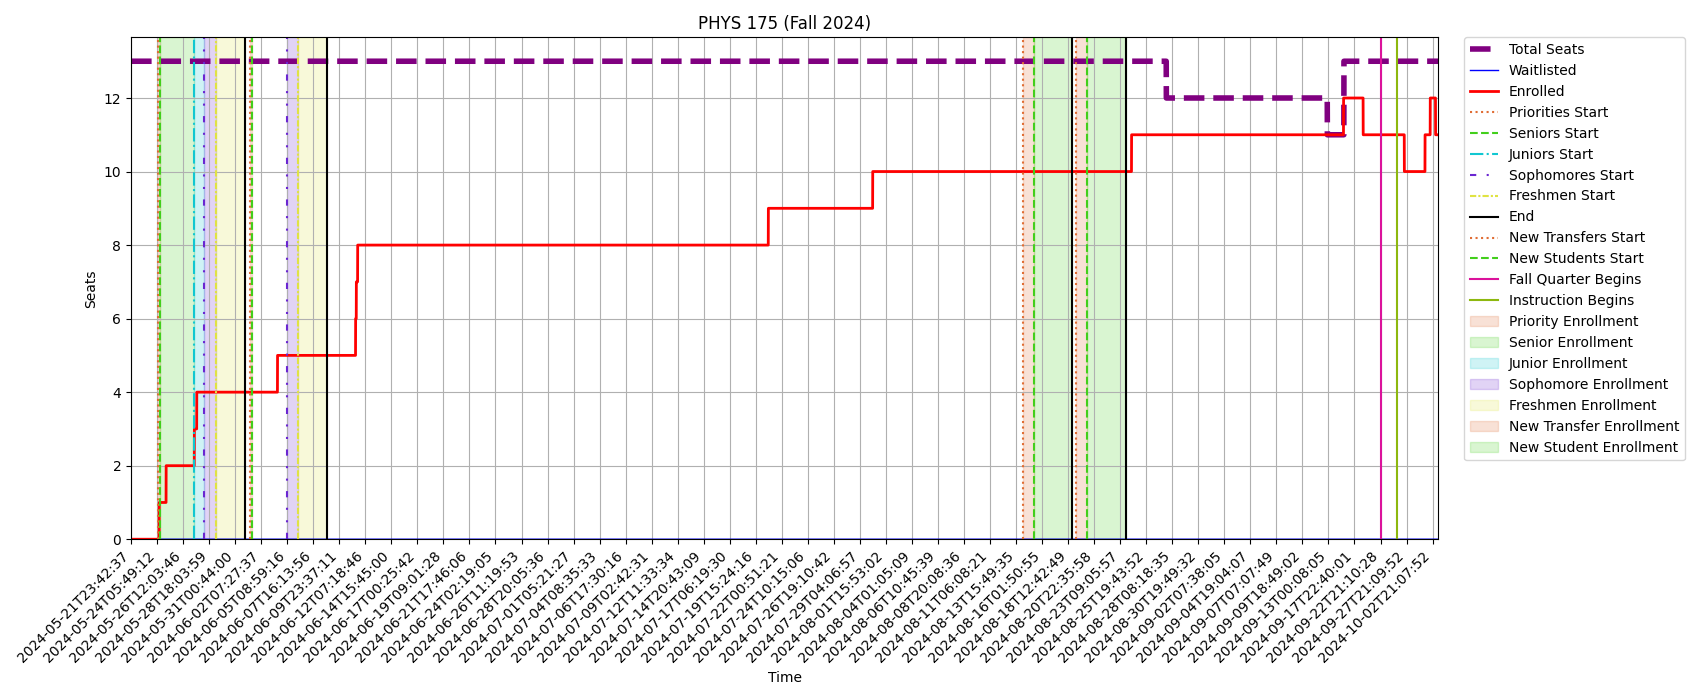 PHYS 175 (Fall 2024)
Seats
12
10
8
6
4
2
0
2024-05-21T23:42:37
2024-05-24T05:49:12
2024-05-26T12:03:46
2024-05-28T18:03:59
2024-05-31T00:44:00
2024-06-02T07:27:37
2024-06-05T08:59:16
2024-06-07T16:13:56
2024-06-09T23:37:11
2024-06-12T07:18:46
2024-06-14T15:45:00
2024-06-17T00:25:42
2024-06-19T09:01:28
2024-06-21T17:46:06
2024-06-24T02:19:05
2024-06-26T11:19:53
2024-06-28T20:05:36
2024-07-01T05:21:27
2024-07-04T08:35:33
2024-07-06T17:30:16
2024-07-09T02:42:31
2024-07-12T11:33:34
2024-07-14T20:43:09
2024-07-17T06:19:30
2024-07-19T15:24:16
2024-07-22T00:51:21
2024-07-24T10:15:06
2024-07-26T19:10:42
2024-07-29T04:06:57
2024-08-01T15:53:02
2024-08-04T01:05:09
2024-08-06T10:45:39
2024-08-08T20:08:36
2024-08-11T06:08:21
2024-08-13T15:49:35
2024-08-16T01:50:55
2024-08-18T12:42:49
2024-08-20T22:35:58
2024-08-23T09:05:57
2024-08-25T19:43:52
2024-08-28T08:18:35
2024-08-30T19:49:32
2024-09-02T07:38:05
2024-09-04T19:04:07
2024-09-07T07:07:49
2024-09-09T18:49:02
2024-09-13T00:08:05
2024-09-17T22:40:01
2024-09-22T21:10:28
2024-09-27T21:09:52
2024-10-02T21:07:52
Time
Total Seats
Waitlisted
Enrolled
Priorities Start
Seniors Start
Juniors Start
Sophomores Start
Freshmen Start
End
New Transfers Start
New Students Start
Fall Quarter Begins
Instruction Begins
Priority Enrollment
Senior Enrollment
Junior Enrollment
Sophomore Enrollment
Freshmen Enrollment
New Transfer Enrollment
New Student Enrollment